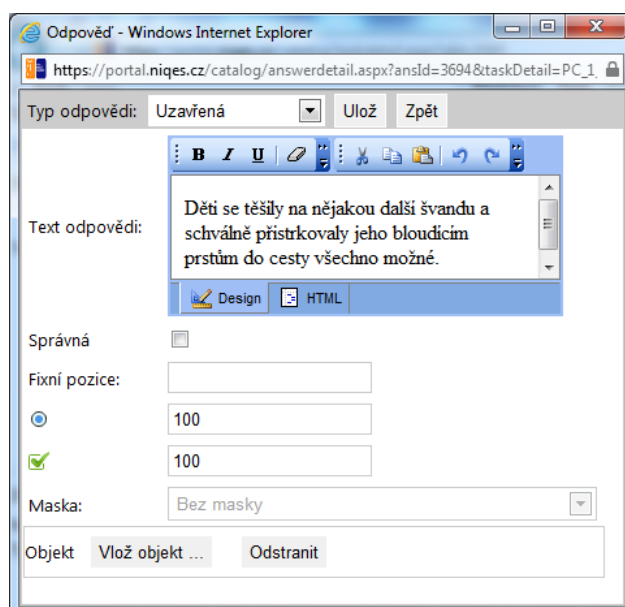 Odpověď - Windows Internet Explorer
https://portal.niqes.cz/catalog/answerdetail.aspx?ansId=3694&taskDetail=PC_1_
Typ odpovědi: Uzavřená Ulož Zpět
B I U
Text odpovědi:
Děti se těšily na nějakou další švandu a
schválně přistrkovaly jeho bloudícím
prstům do cesty všechno možné.
Design HTML
Správná
Fixní pozice:
100
100
Maska: Bez masky
Objekt Vlož objekt ... Odstranit